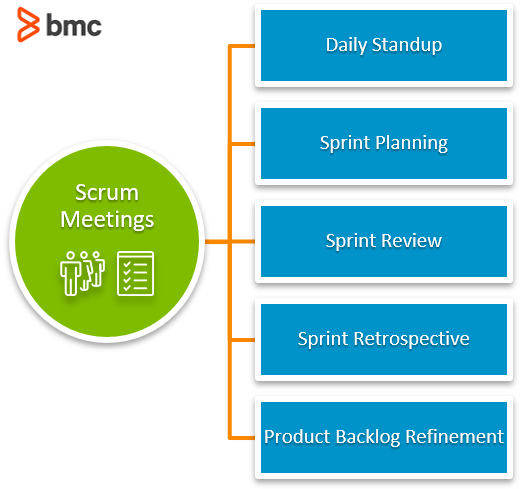 bmc
Scrum
Meetings
Daily Standup
Sprint Planning
Sprint Review
Sprint Retrospective
Product Backlog Refinement